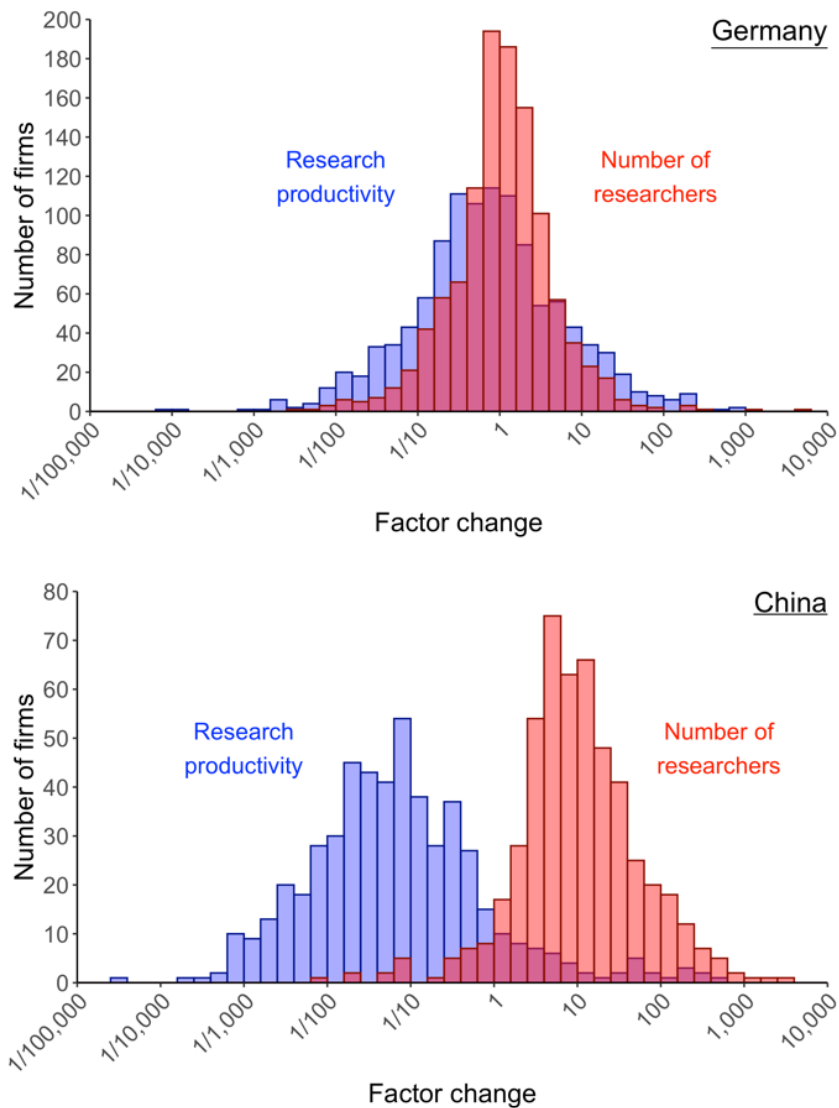 Germany
200
180
160
140
120
100
80
60
40
20
0
Number of firms
Research
productivity
Number of
researchers
1/100,000
1/10,000
1/1,000
1/100
1/10
1
10
100
1,000
10,000
Factor change
China
80
70
60
50
40
30
20
10
0
Number of firms
Research
productivity
Number of
researchers
1/100,000
1/10,000
1/1,000
1/100
1/10
1
10
100
1,000
10,000
Factor change